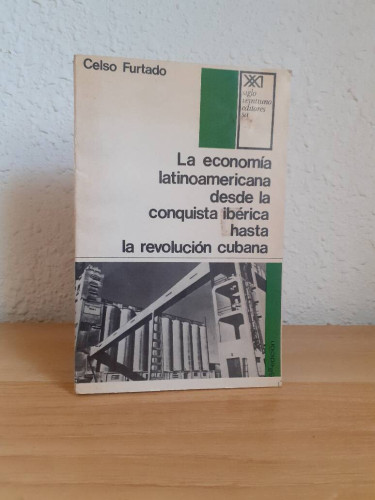 Celso Furtado
siglo
veintiuno
editores
sa
La economía
latinoamericana
desde la
conquista ibérica
hasta
la revolución cubana